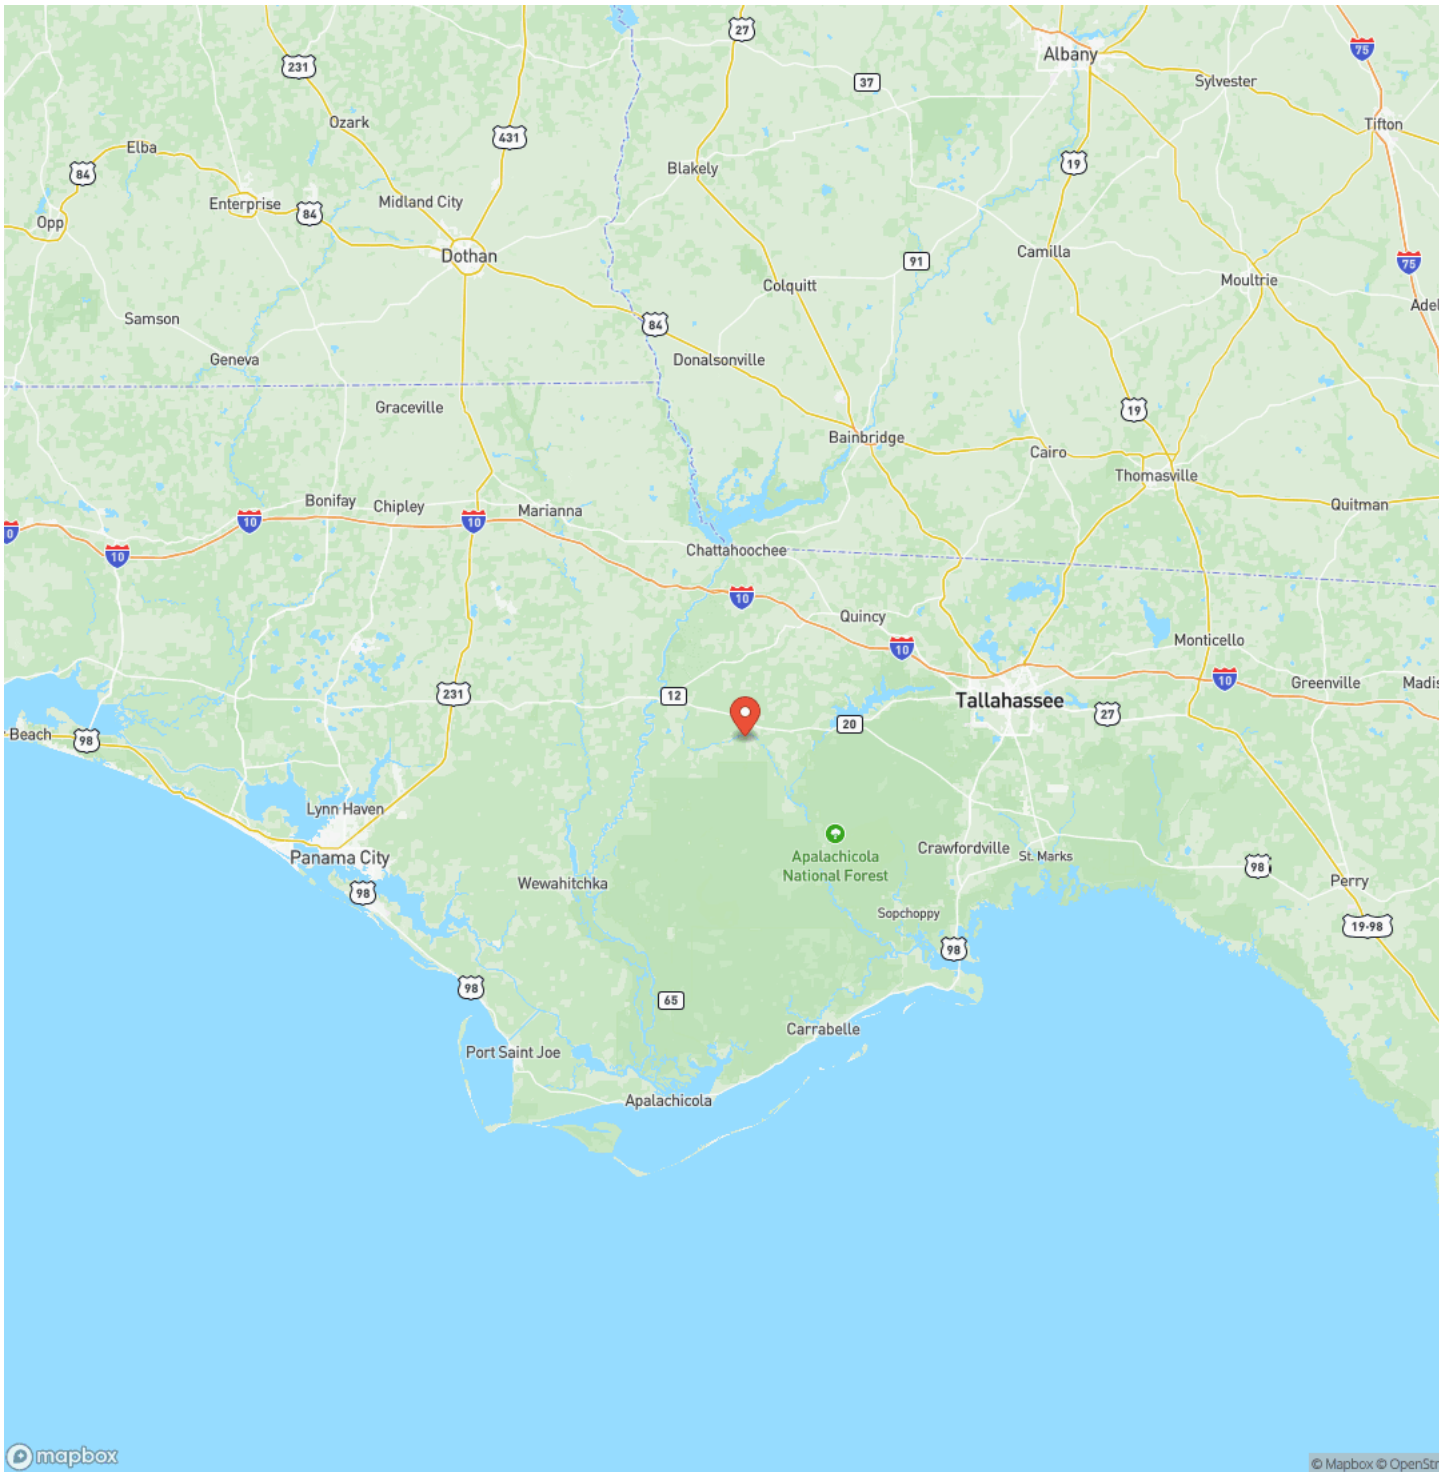 27
Albany
75
231
37
Sylvester
Ozark
Tifton
431
Elba
84
19
Blakely
Enterprise
84
Midland City
Opp
Dothan
Camilla
91
75
Moultrie
Colquitt
Adel
Samson
84
Geneva
Donalsonville
Graceville
19
Bainbridge
Cairo
Thomasville
Bonifay
Chipley
Marianna
Quitman
10
10
0
10
Chattahoochee
10
Quincy
10
Monticello
10
Greenville
Madis
231
12
Tallahassee
27
20
Beach
98
Lynn Haven
Panama City
98
Apalachicola
National Forest
Crawfordville
St. Marks
98
Perry
Wewahitchka
Sopchoppy
19-98
98
98
65
Carrabelle
Port Saint Joe
Apalachicola
mapbox
© Mapbox © OpenStr